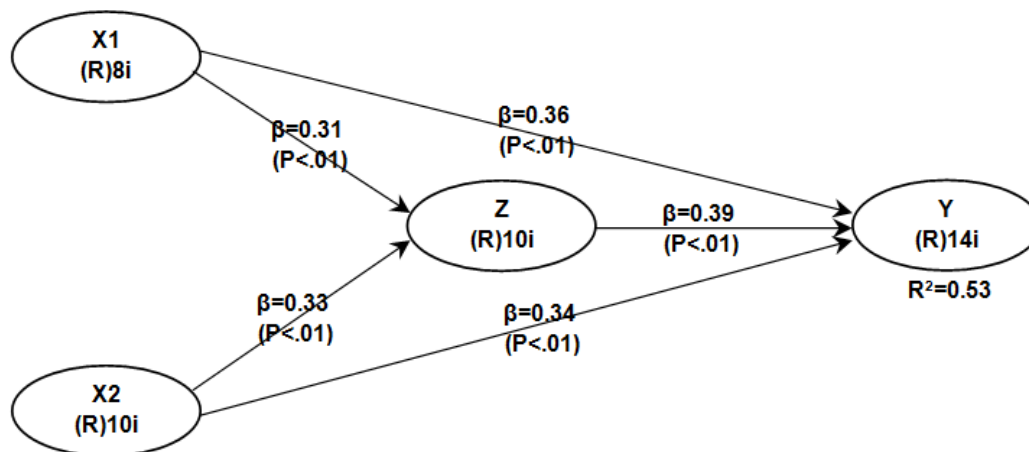 X1
(R)8i
β=0.36
(P<.01)
β=0.31
(P<.01)
Z
(R)10i
β=0.39
(P<.01)
Y
(R)14i
R²=0.53
β=0.33
(P<.01)
β=0.34
(P<.01)
X2
(R)10i